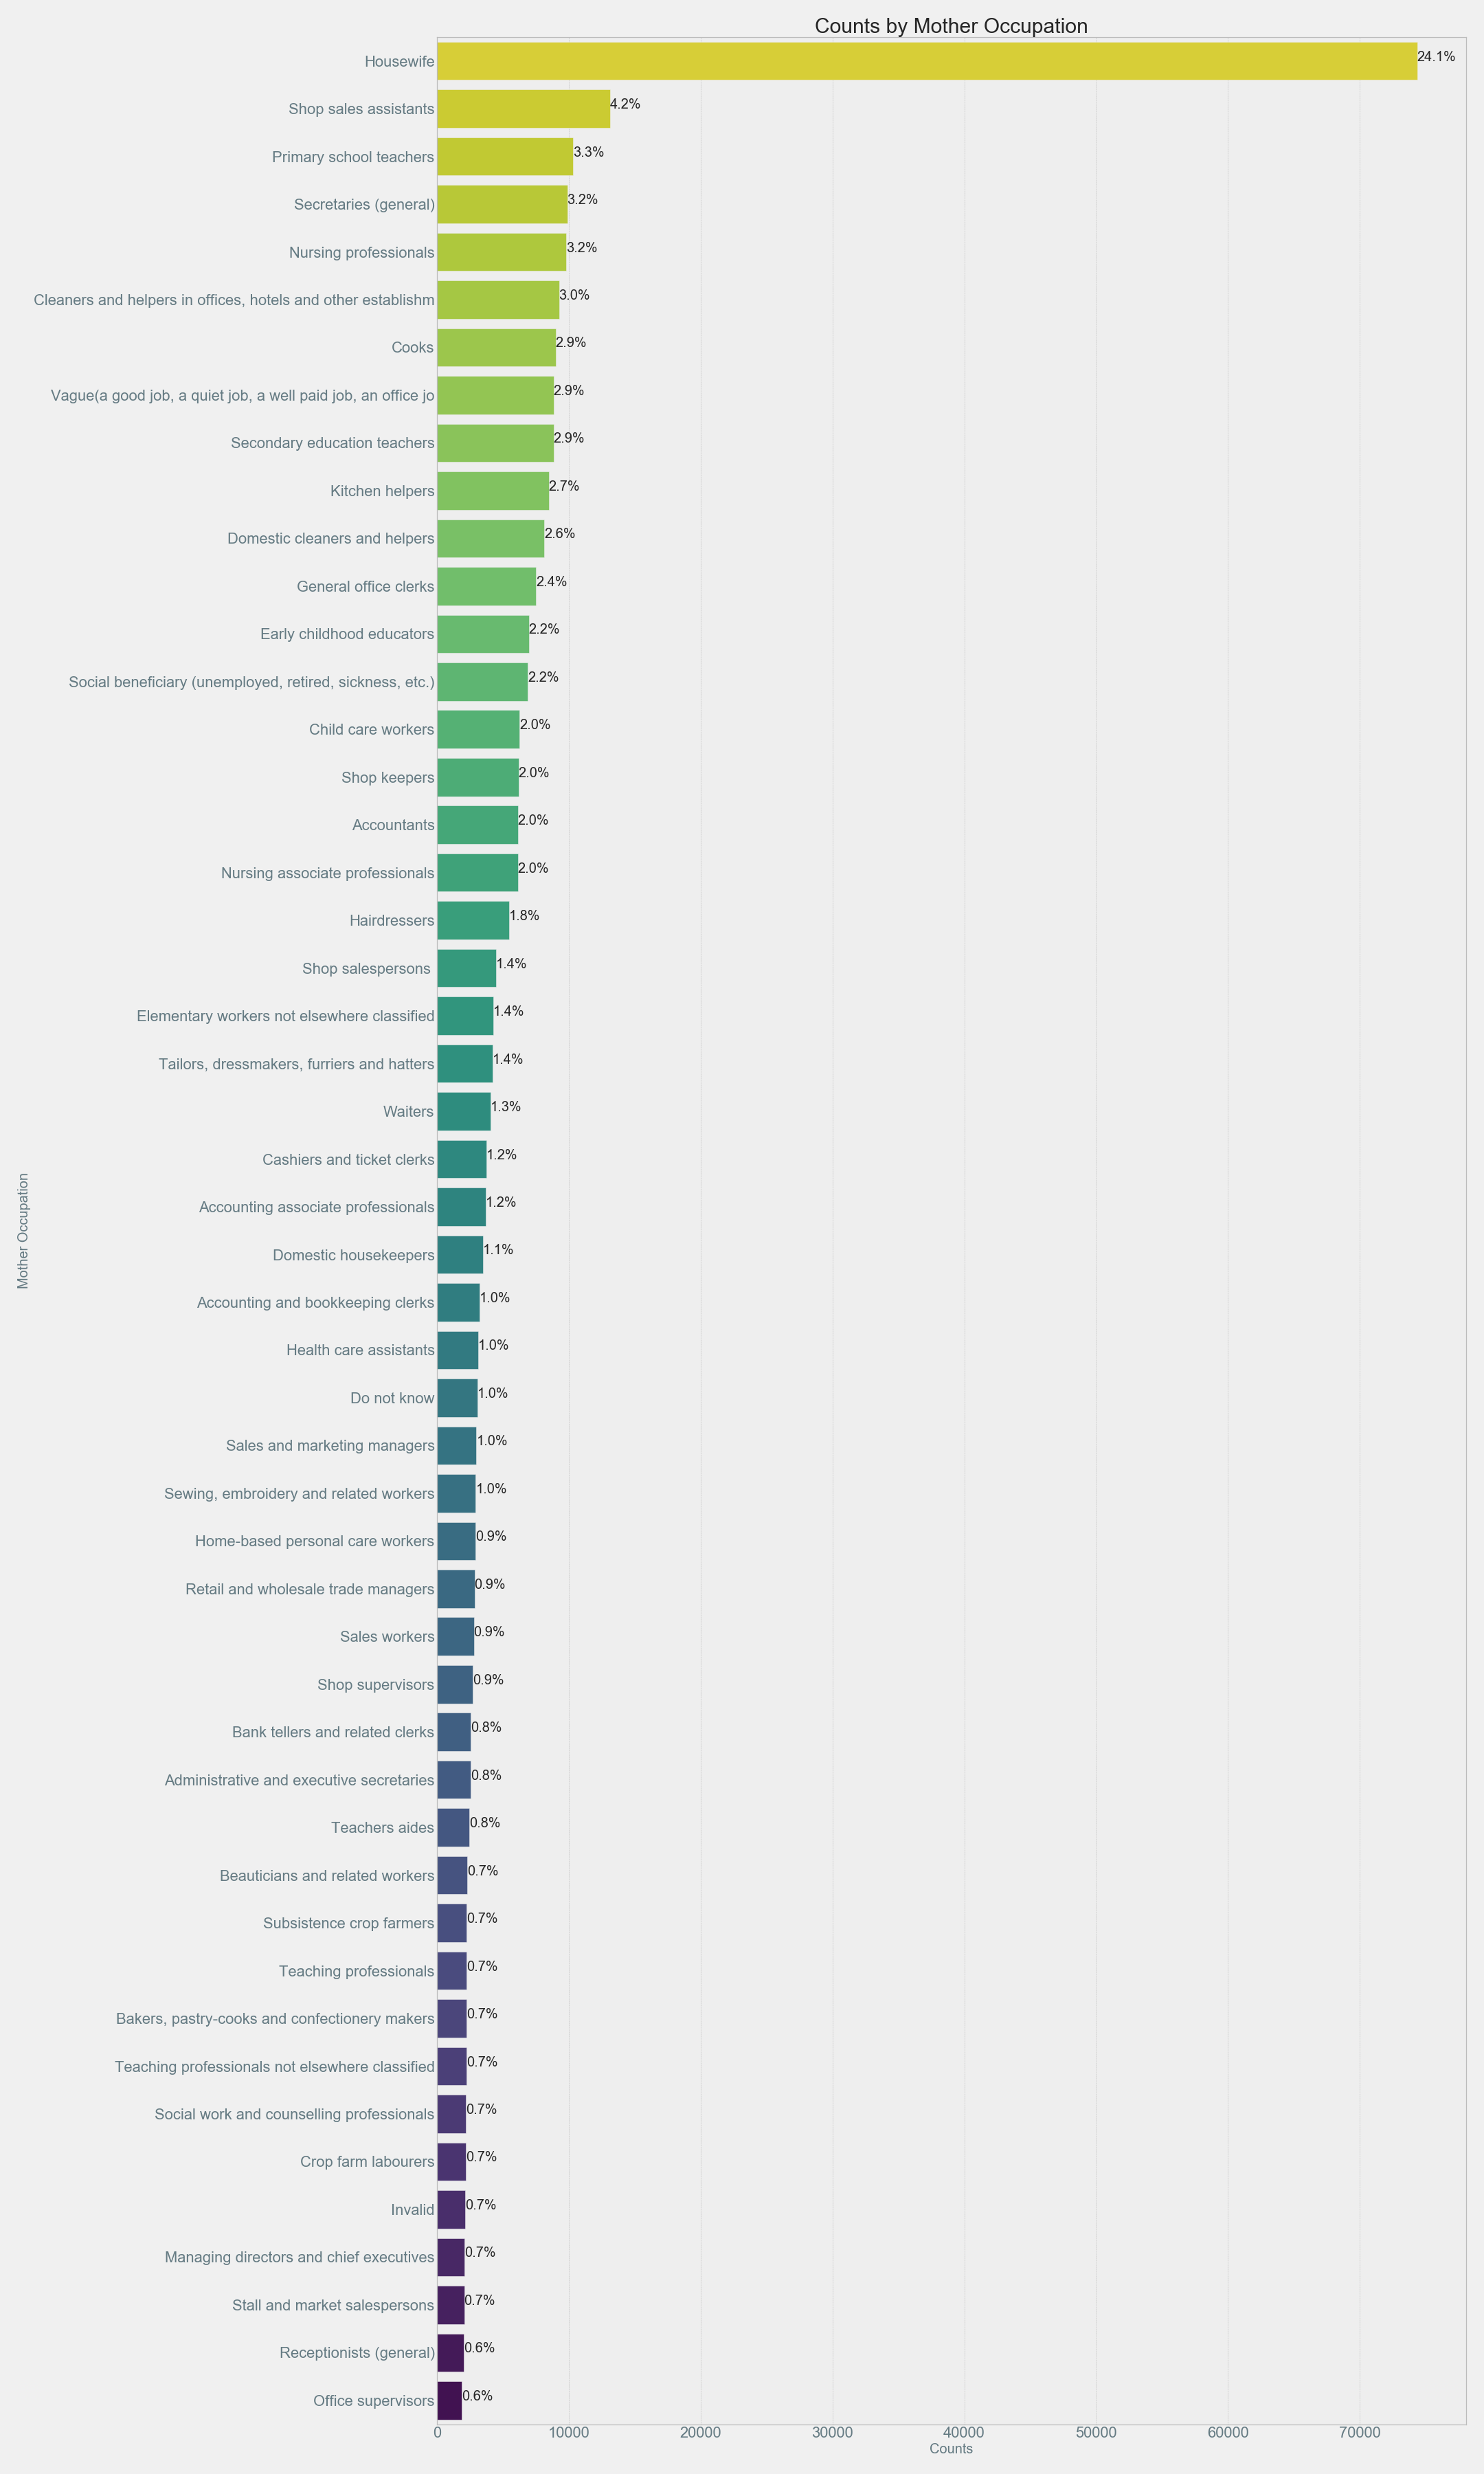 Counts by Mother Occupation
Housewife 24.1%
Shop sales assistants 4.2%
Primary school teachers 3.3%
Secretaries (general) 3.2%
Nursing professionals 3.2%
Cleaners and helpers in offices, hotels and other establishm 3.0%
Cooks 2.9%
Vague(a good job, a quiet job, a well paid job, an office jo 2.9%
Secondary education teachers 2.9%
Kitchen helpers 2.7%
Domestic cleaners and helpers 2.6%
General office clerks 2.4%
Early childhood educators 2.2%
Social beneficiary (unemployed, retired, sickness, etc.) 2.2%
Child care workers 2.0%
Shop keepers 2.0%
Accountants 2.0%
Nursing associate professionals 2.0%
Hairdressers 1.8%
Shop salespersons 1.4%
Elementary workers not elsewhere classified 1.4%
Tailors, dressmakers, furriers and hatters 1.4%
Waiters 1.3%
Cashiers and ticket clerks 1.2%
Accounting associate professionals 1.2%
Domestic housekeepers 1.1%
Accounting and bookkeeping clerks 1.0%
Health care assistants 1.0%
Do not know 1.0%
Sales and marketing managers 1.0%
Sewing, embroidery and related workers 1.0%
Home-based personal care workers 0.9%
Retail and wholesale trade managers 0.9%
Sales workers 0.9%
Shop supervisors 0.9%
Bank tellers and related clerks 0.8%
Administrative and executive secretaries 0.8%
Teachers aides 0.8%
Beauticians and related workers 0.7%
Subsistence crop farmers 0.7%
Teaching professionals 0.7%
Bakers, pastry-cooks and confectionery makers 0.7%
Teaching professionals not elsewhere classified 0.7%
Social work and counselling professionals 0.7%
Crop farm labourers 0.7%
Invalid 0.7%
Managing directors and chief executives 0.7%
Stall and market salespersons 0.7%
Receptionists (general) 0.6%
Office supervisors 0.6%
0 10000 20000 30000 40000 50000 60000 70000
Counts
Mother Occupation